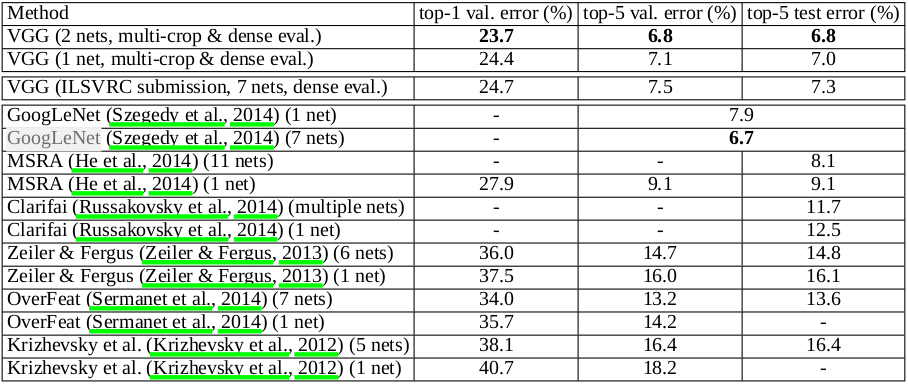 Method top-1 val. error (%) top-5 val. error (%) top-5 test error (%)
VGG (2 nets, multi-crop & dense eval.) 23.7 6.8 6.8
VGG (1 net, multi-crop & dense eval.) 24.4 7.1 7.0
VGG (ILSVRC submission, 7 nets, dense eval.) 24.7 7.5 7.3
GoogLeNet (Szegedy et al., 2014) (1 net) - 7.9
GoogLeNet (Szegedy et al., 2014) (7 nets) - 6.7
MSRA (He et al., 2014) (11 nets) - - 8.1
MSRA (He et al., 2014) (1 net) 27.9 9.1 9.1
Clarifai (Russakovsky et al., 2014) (multiple nets) - - 11.7
Clarifai (Russakovsky et al., 2014) (1 net) - - 12.5
Zeiler & Fergus (Zeiler & Fergus, 2013) (6 nets) 36.0 14.7 14.8
Zeiler & Fergus (Zeiler & Fergus, 2013) (1 net) 37.5 16.0 16.1
OverFeat (Sermanet et al., 2014) (7 nets) 34.0 13.2 13.6
OverFeat (Sermanet et al., 2014) (1 net) 35.7 14.2 -
Krizhevsky et al. (Krizhevsky et al., 2012) (5 nets) 38.1 16.4 16.4
Krizhevsky et al. (Krizhevsky et al., 2012) (1 net) 40.7 18.2 -